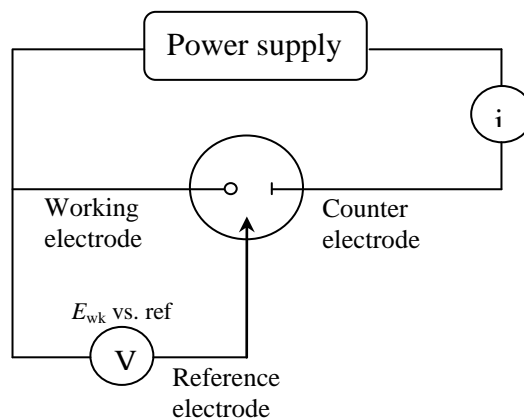 Power supply
i
Working
electrode
Counter
electrode
E_wk vs. ref
V
Reference
electrode